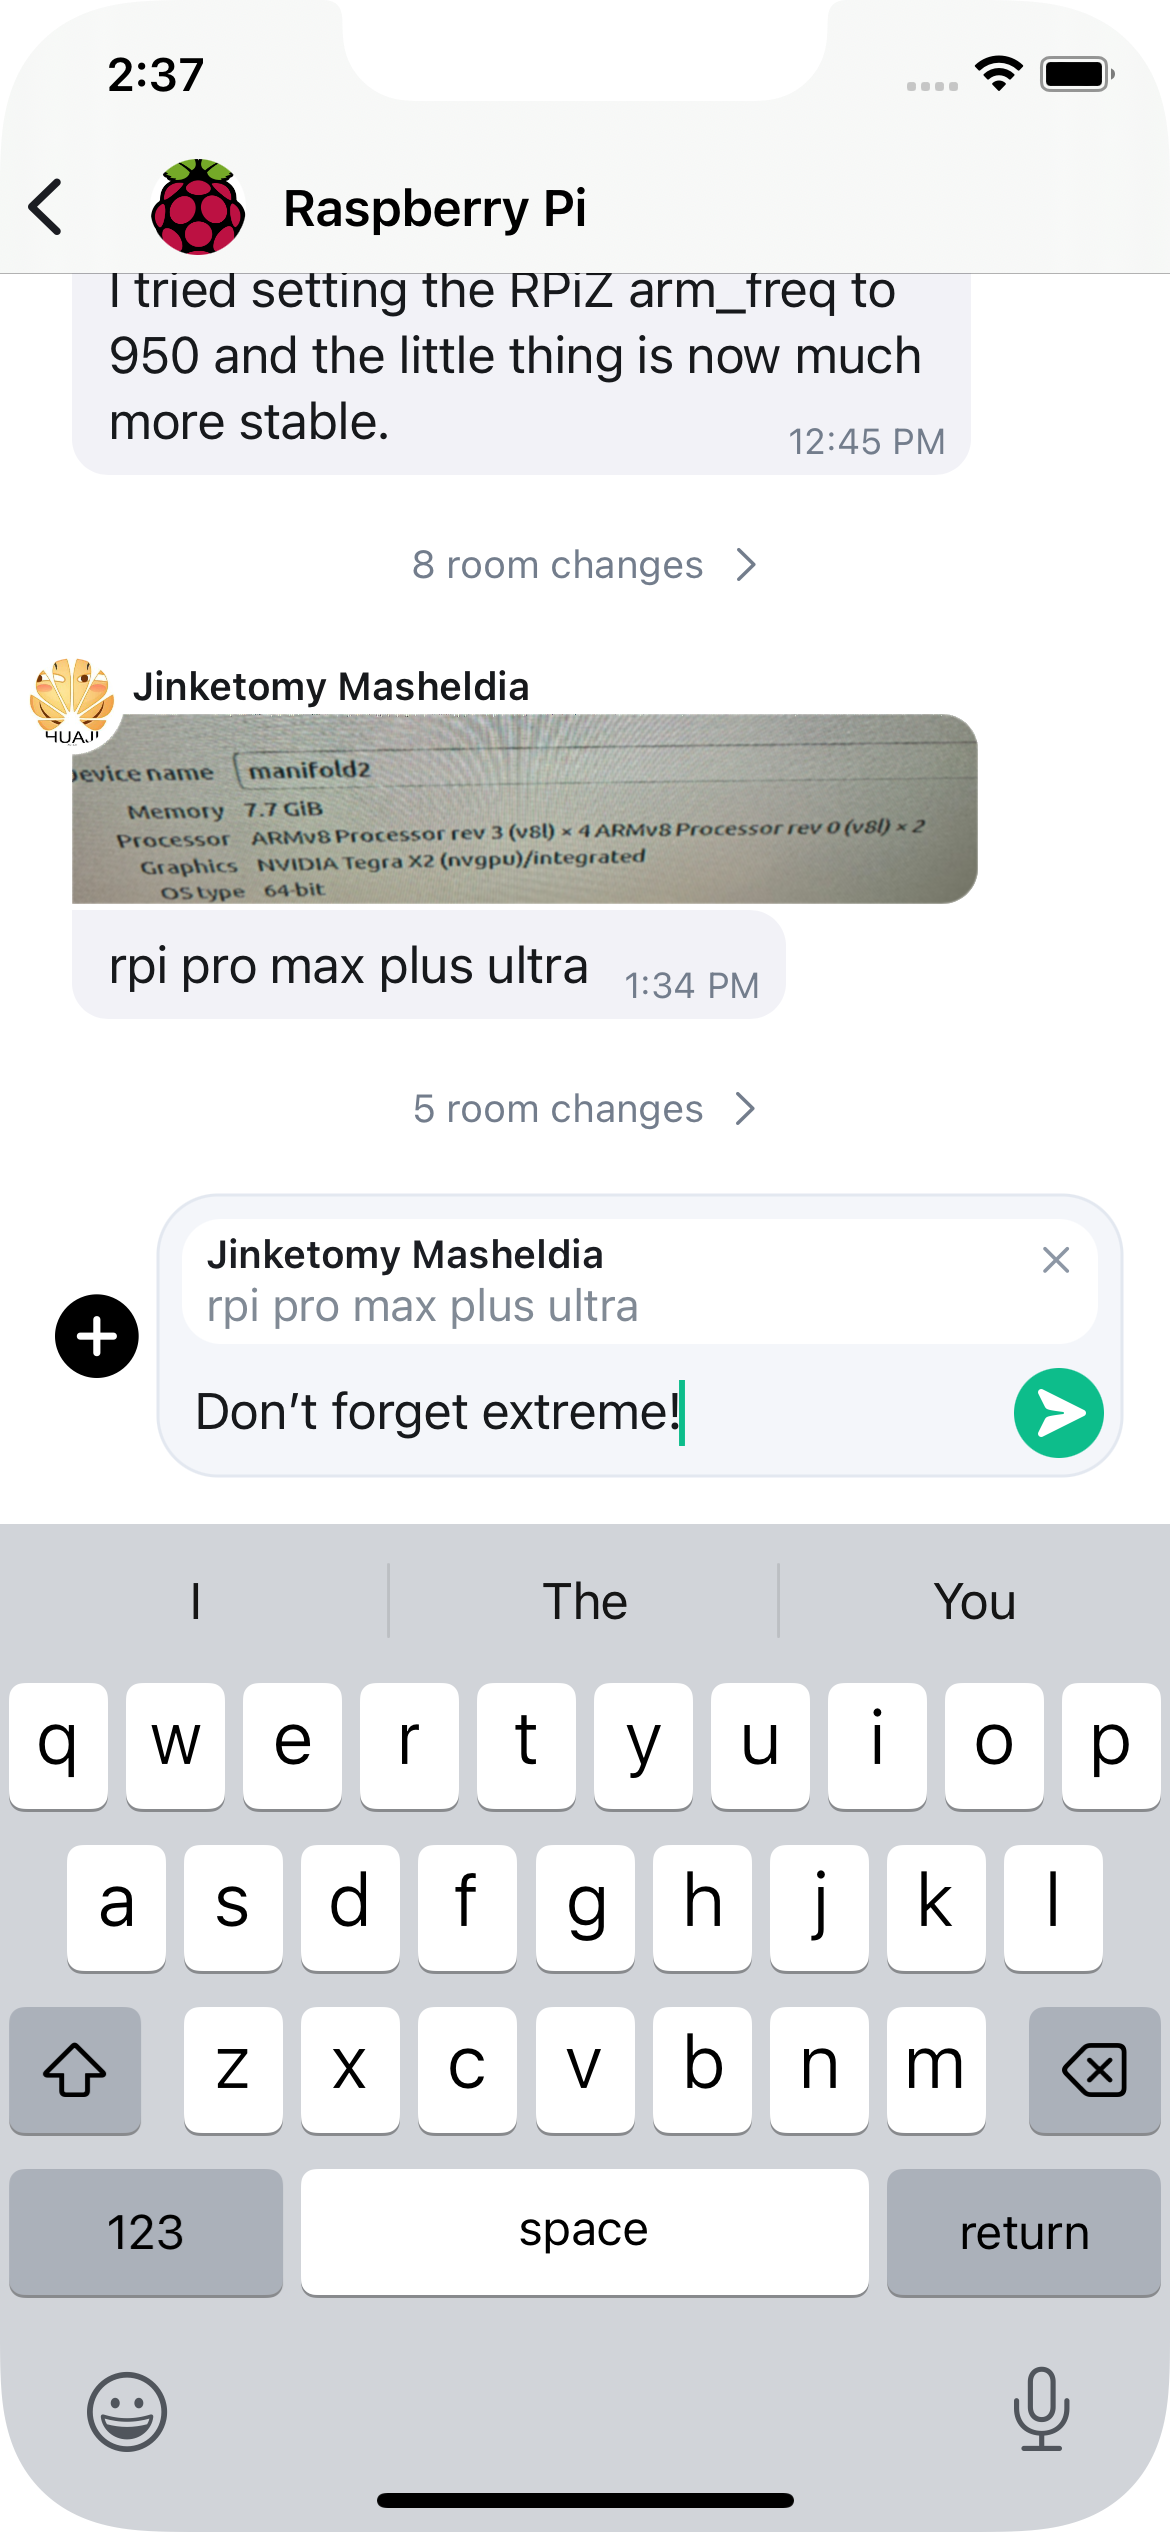 2:37
Raspberry Pi
I tried setting the RPiZ arm_freq to
950 and the little thing is now much
more stable.
12:45 PM
8 room changes
Jinketomy Masheldia
HUAJI
evice name manifold2
Memory 7.7 GiB
Processor ARMv8 Processor rev 3 (v8l) × 4 ARMv8 Processor rev 0 (v8l) × 2
Graphics NVIDIA Tegra X2 (nvgpu)/integrated
OS type 64-bit
rpi pro max plus ultra 1:34 PM
5 room changes
Jinketomy Masheldia
rpi pro max plus ultra
Don’t forget extreme!
I The You
q w e r t y u i o p
a s d f g h j k l
z x c v b n m
123 space return